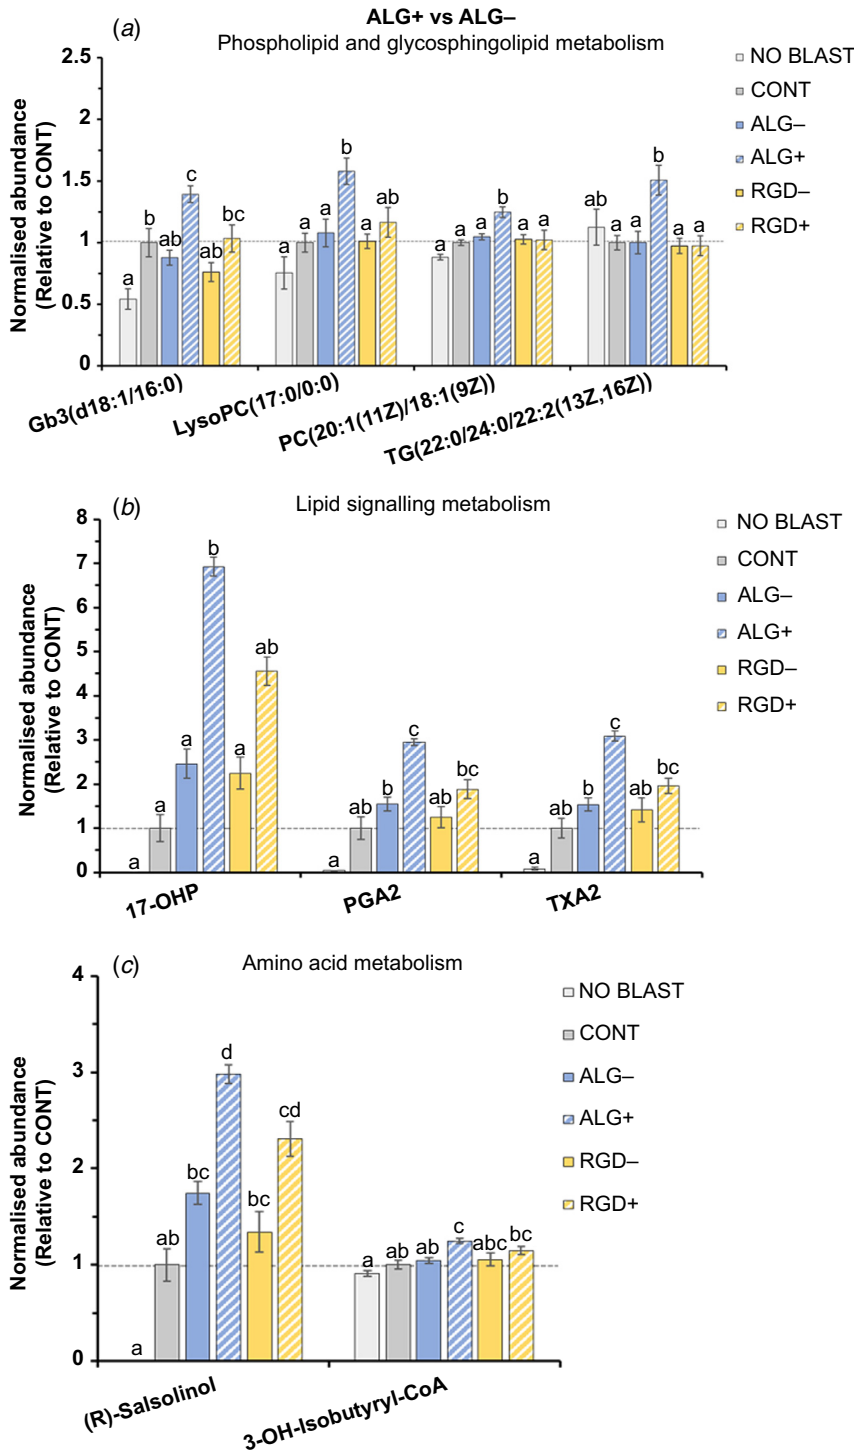 ALG+ vs ALG–
(a)
Phospholipid and glycosphingolipid metabolism
Normalised abundance
(Relative to CONT)
2.5
2
1.5
1
0.5
0
a b ab c ab bc
a a a b a ab
a a a b a a
ab a a b a a
Gb3(d18:1/16:0)
LysoPC(17:0/0:0)
PC(20:1(11Z)/18:1(9Z))
TG(22:0/24:0/22:2(13Z,16Z))
NO BLAST
CONT
ALG–
ALG+
RGD–
RGD+
(b)
Lipid signalling metabolism
Normalised abundance
(Relative to CONT)
8
7
6
5
4
3
2
1
0
a a a b a ab
a ab b c ab bc
a ab b c ab bc
17-OHP
PGA2
TXA2
NO BLAST
CONT
ALG–
ALG+
RGD–
RGD+
(c)
Amino acid metabolism
Normalised abundance
(Relative to CONT)
4
3
2
1
0
a ab bc d bc cd
a ab ab c abc bc
(R)-Salsolinol
3-OH-Isobutyryl-CoA
NO BLAST
CONT
ALG–
ALG+
RGD–
RGD+